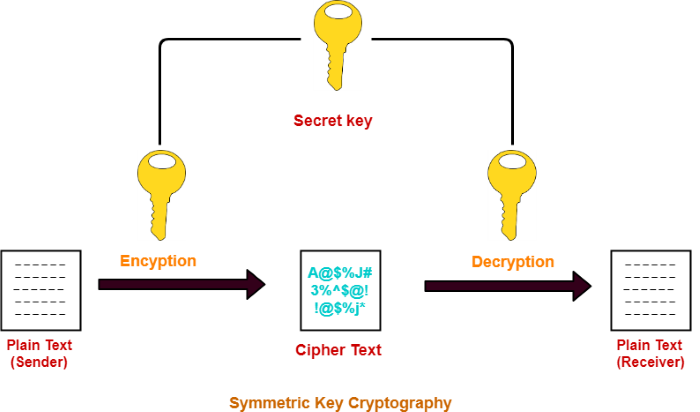 Secret key
Encyption
Decryption
A@$%J#
3%^$@!
!@$%j*
Plain Text
(Sender)
Cipher Text
Plain Text
(Receiver)
Symmetric Key Cryptography